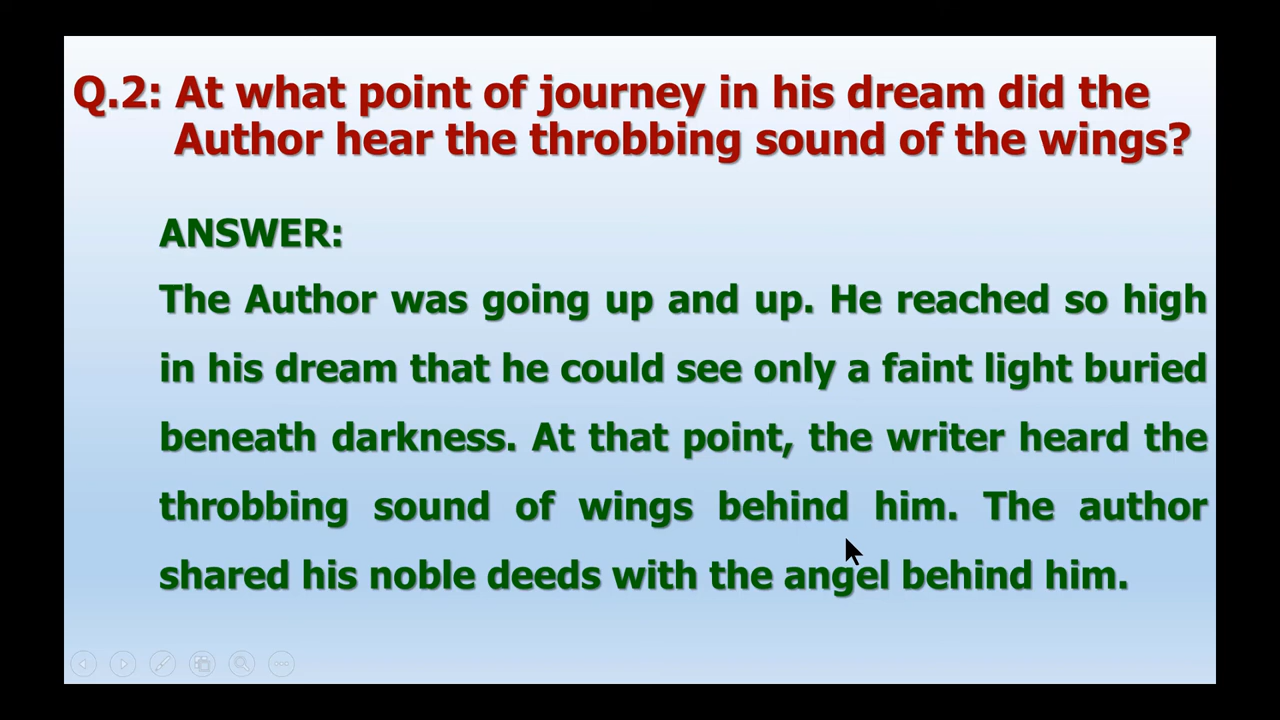 Q.2: At what point of journey in his dream did the
Author hear the throbbing sound of the wings?
ANSWER:
The Author was going up and up. He reached so high
in his dream that he could see only a faint light buried
beneath darkness. At that point, the writer heard the
throbbing sound of wings behind him. The author
shared his noble deeds with the angel behind him.